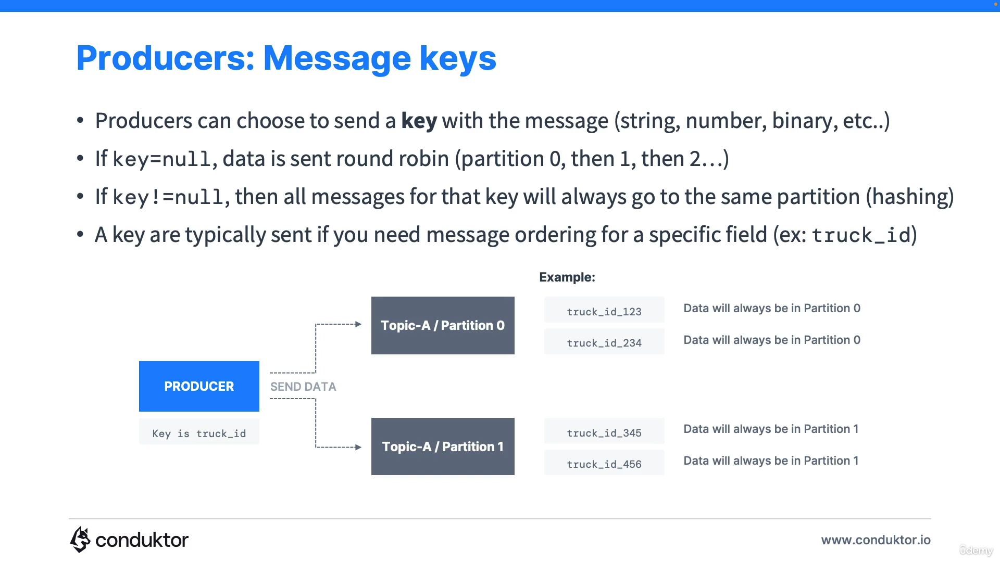 Producers: Message keys
• Producers can choose to send a key with the message (string, number, binary, etc..)
• If key=null, data is sent round robin (partition 0, then 1, then 2...)
• If key!=null, then all messages for that key will always go to the same partition (hashing)
• A key are typically sent if you need message ordering for a specific field (ex: truck_id)
Example:
Topic-A / Partition 0
truck_id_123
Data will always be in Partition 0
truck_id_234
Data will always be in Partition 0
PRODUCER
SEND DATA
Key is truck_id
Topic-A / Partition 1
truck_id_345
Data will always be in Partition 1
truck_id_456
Data will always be in Partition 1
conduktor
www.conduktor.io
ûdemy